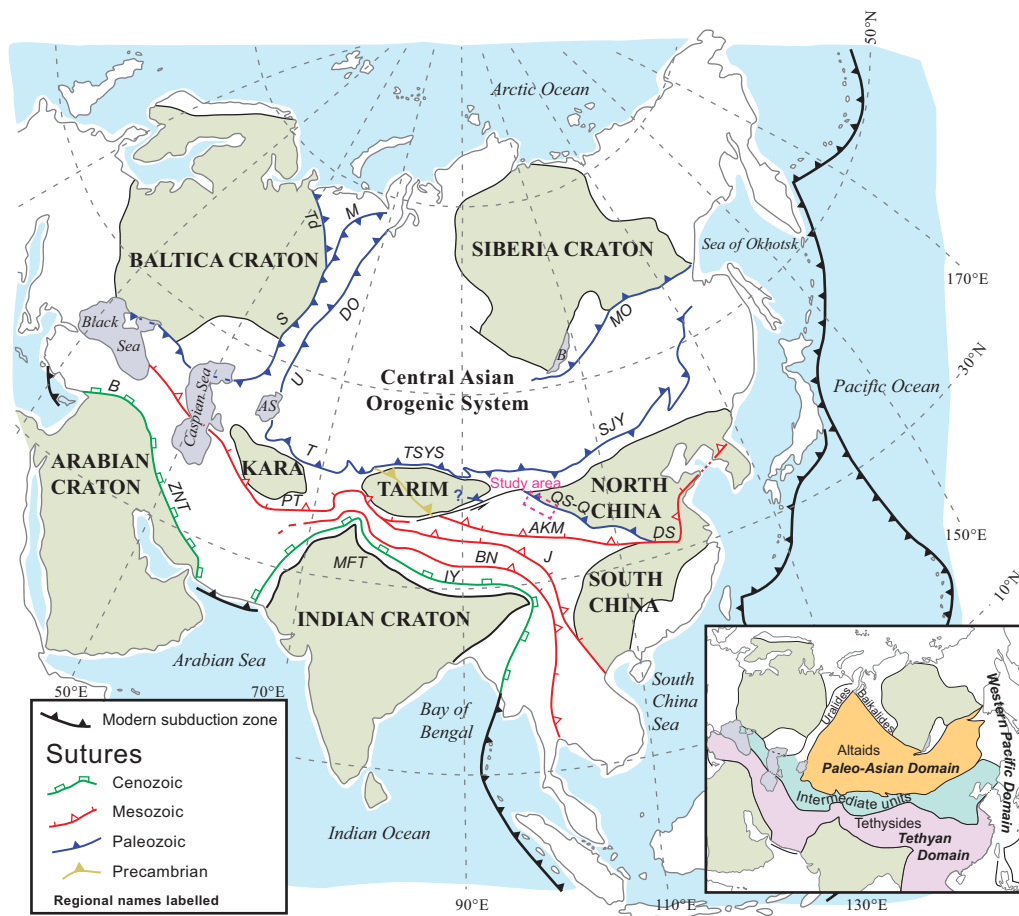 50°N
Arctic Ocean
Td
M
BALTICA CRATON
SIBERIA CRATON
Sea of Okhotsk
170°E
S
DO
MO
Black
Sea
B
30°N
U
Central Asian
Orogenic System
Pacific Ocean
Caspian Sea
AS
B
ARABIAN
CRATON
KARA
T
TSYS
SJY
TARIM
?
Study area
NORTH
CHINA
QS-Q
ZNT
PT
AKM
DS
150°E
MFT
BN
J
IY
SOUTH
CHINA
INDIAN CRATON
10°N
Arabian Sea
50°E
70°E
Bay of
Bengal
South
China
Sea
Indian Ocean
90°E
110°E
130°E
Modern subduction zone
Sutures
Cenozoic
Mesozoic
Paleozoic
Precambrian
Regional names labelled
Uralides
Baikalides
Altaids
Paleo-Asian Domain
Intermediate units
Tethysides
Tethyan
Domain
Western Pacific Domain